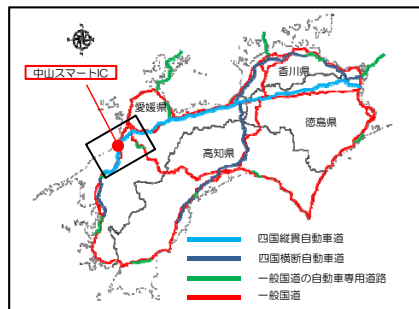 中山スマートIC
香川県
愛媛県
徳島県
高知県
四国縦貫自動車道
四国横断自動車道
一般国道の自動車専用道路
一般国道